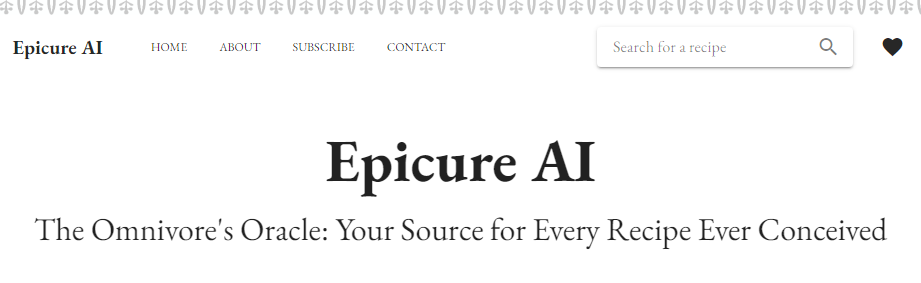 Epicure AI HOME ABOUT SUBSCRIBE CONTACT Search for a recipe
Epicure AI
The Omnivore's Oracle: Your Source for Every Recipe Ever Conceived